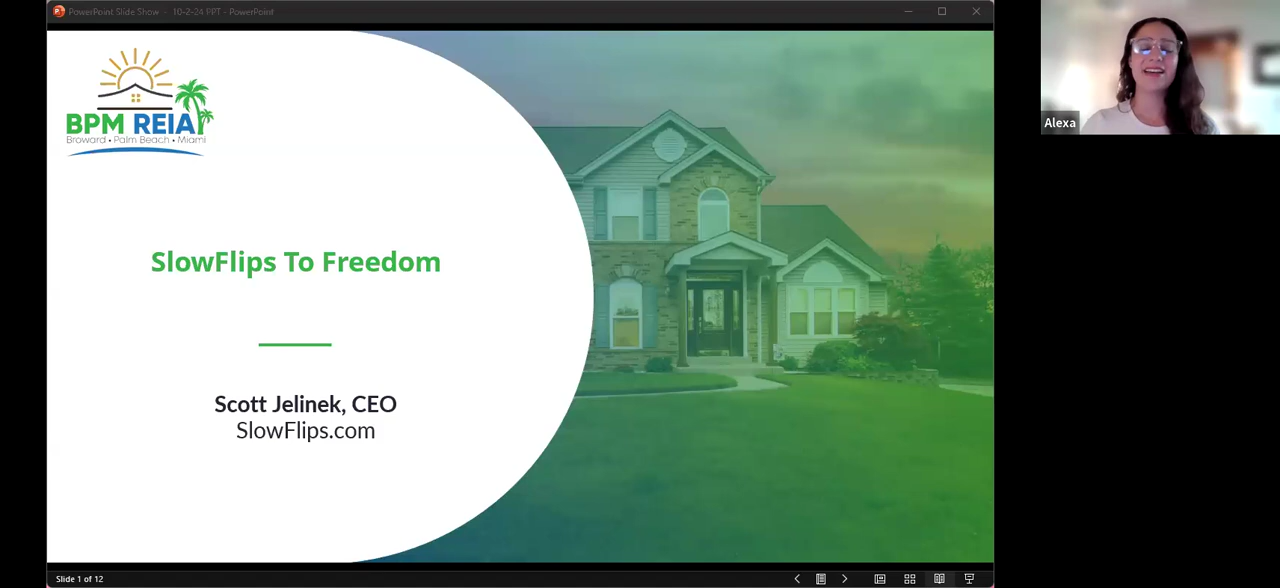 PowerPoint Slide Show - 10-2-24 PPT - PowerPoint
BPM REIA
Broward • Palm Beach • Miami
SlowFlips To Freedom
Scott Jelinek, CEO
SlowFlips.com
Alexa
Slide 1 of 12